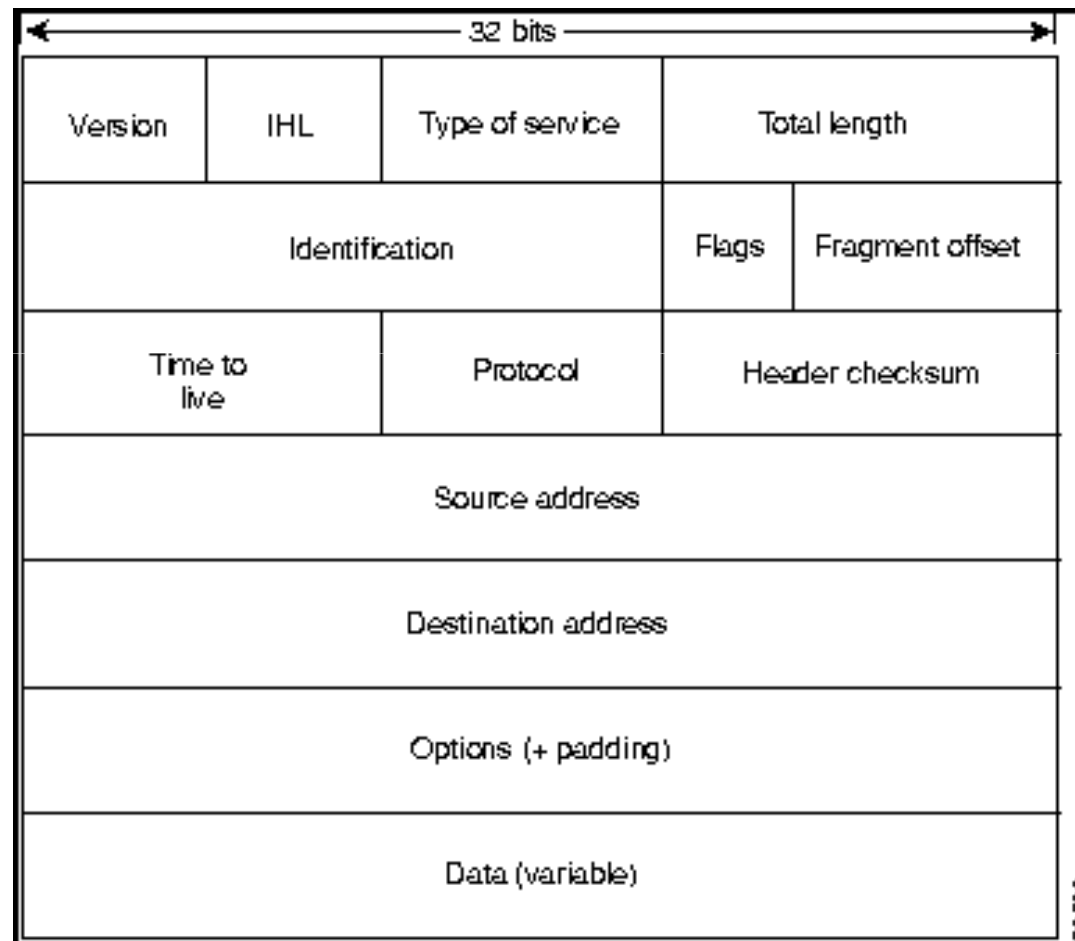 32 bits
Version IHL Type of service Total length
Identification Flags Fragment offset
Time to
live
Protocol Header checksum
Source address
Destination address
Options (+ padding)
Data (variable)